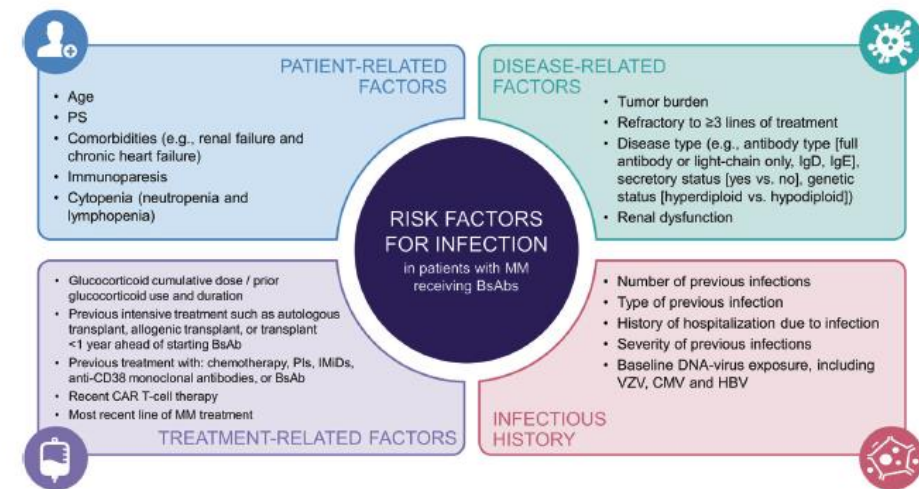 PATIENT-RELATED
FACTORS
• Age
• PS
• Comorbidities (e.g., renal failure and
chronic heart failure)
• Immunoparesis
• Cytopenia (neutropenia and
lymphopenia)
DISEASE-RELATED
FACTORS
• Tumor burden
• Refractory to ≥3 lines of treatment
• Disease type (e.g., antibody type [full
antibody or light-chain only, IgD, IgE],
secretory status [yes vs. no], genetic
status [hyperdiploid vs. hypodiploid])
• Renal dysfunction
RISK FACTORS
FOR INFECTION
in patients with MM
receiving BsAbs
• Glucocorticoid cumulative dose / prior
glucocorticoid use and duration
• Previous intensive treatment such as autologous
transplant, allogenic transplant, or transplant
<1 year ahead of starting BsAb
• Previous treatment with: chemotherapy, PIs, IMiDs,
anti-CD38 monoclonal antibodies, or BsAb
• Recent CAR T-cell therapy
• Most recent line of MM treatment
TREATMENT-RELATED FACTORS
• Number of previous infections
• Type of previous infection
• History of hospitalization due to infection
• Severity of previous infections
• Baseline DNA-virus exposure, including
VZV, CMV and HBV
INFECTIOUS
HISTORY